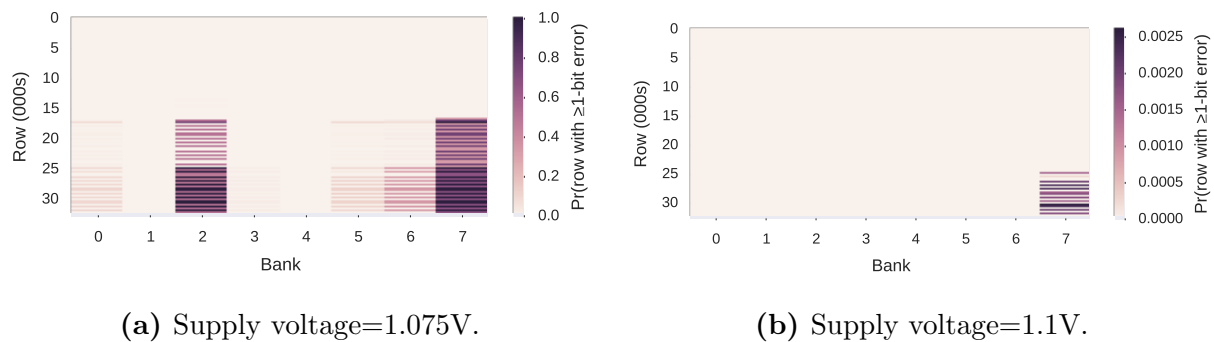 0
5
10
15
20
25
30
Row (000s)
0 1 2 3 4 5 6 7
Bank
1.0
0.8
0.6
0.4
0.2
0.0
Pr(row with ≥1-bit error)
(a) Supply voltage=1.075V.
0
5
10
15
20
25
30
Row (000s)
0 1 2 3 4 5 6 7
Bank
0.0025
0.0020
0.0015
0.0010
0.0005
0.0000
Pr(row with ≥1-bit error)
(b) Supply voltage=1.1V.